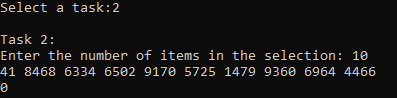 Select a task:2
Task 2:
Enter the number of items in the selection: 10
41 8468 6334 6502 9170 5725 1479 9360 6964 4466
0